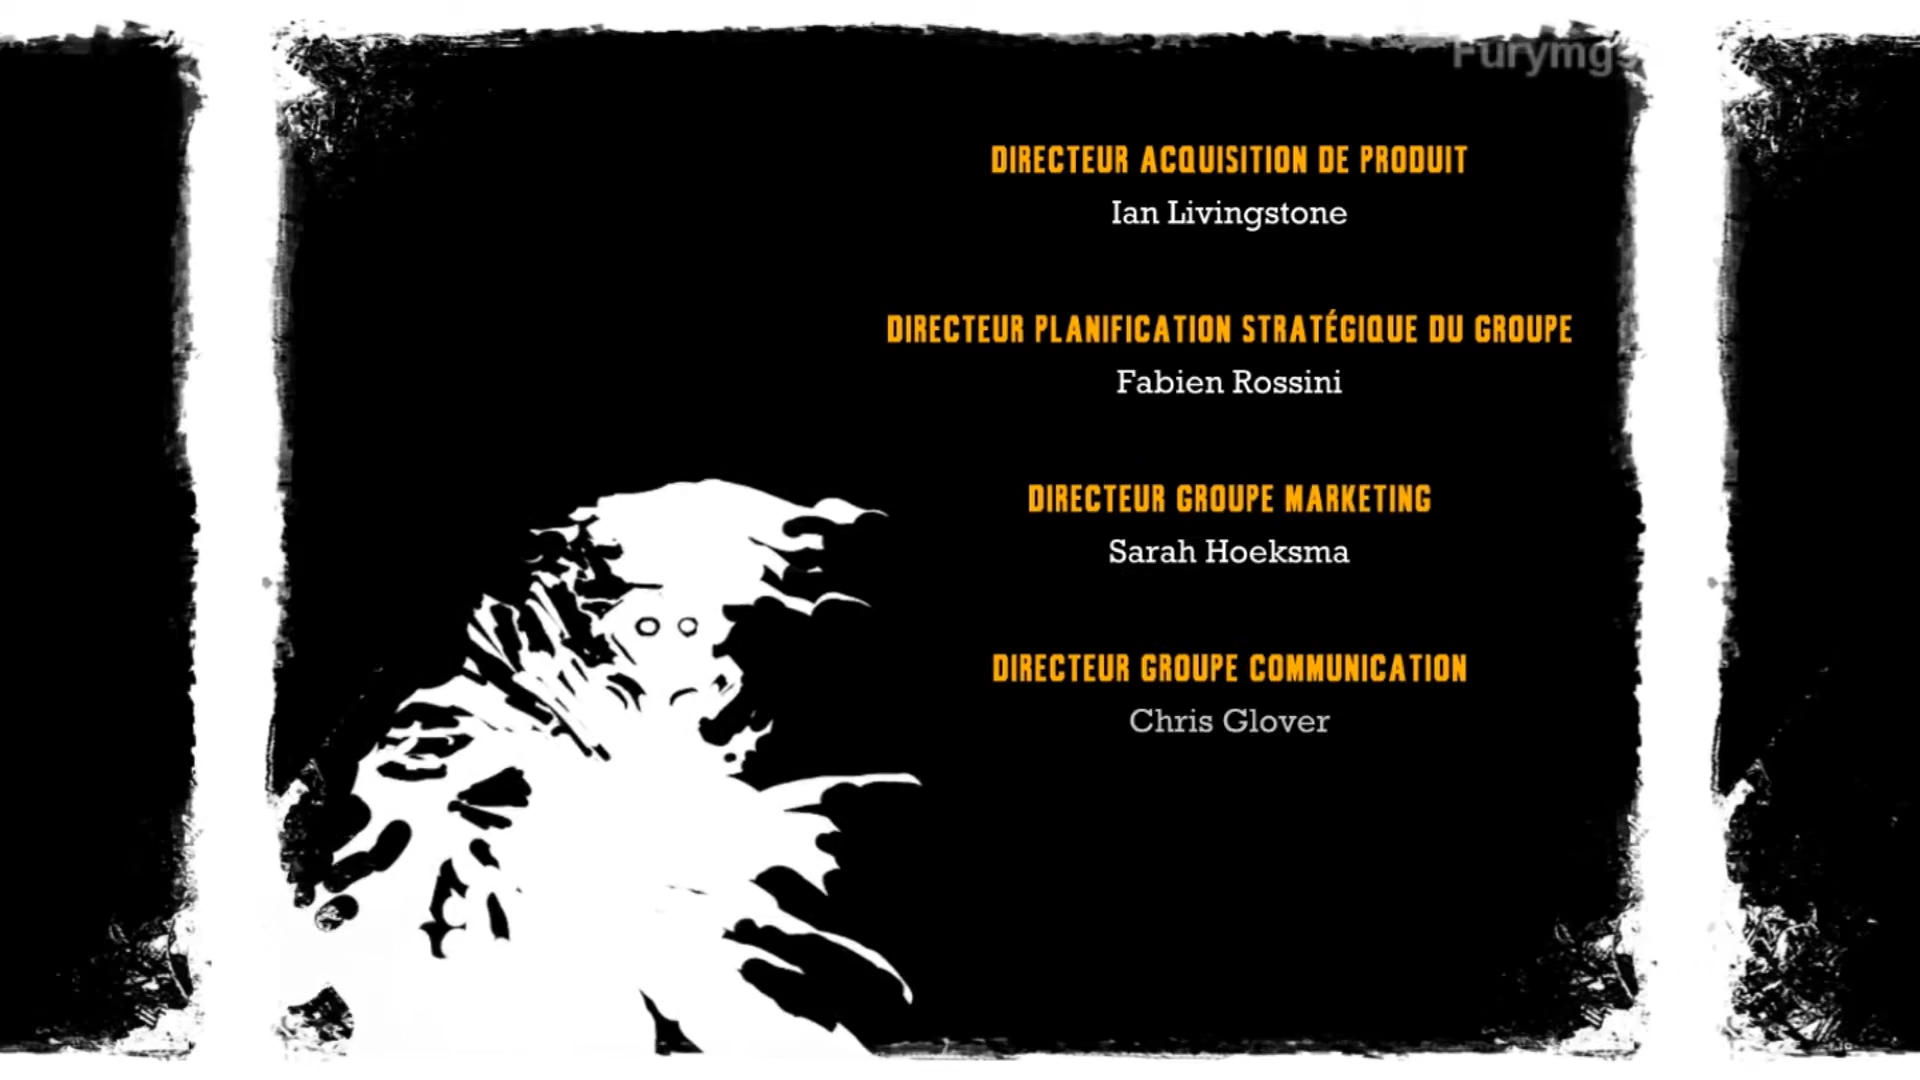 Furymgs
DIRECTEUR ACQUISITION DE PRODUIT
Ian Livingstone
DIRECTEUR PLANIFICATION STRATÉGIQUE DU GROUPE
Fabien Rossini
DIRECTEUR GROUPE MARKETING
Sarah Hoeksma
DIRECTEUR GROUPE COMMUNICATION
Chris Glover